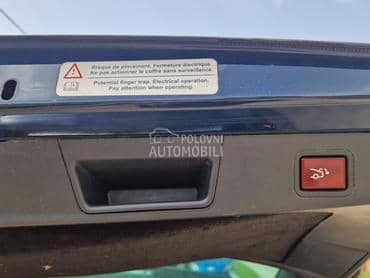 Risque de pincement. Fermeture électrique
Ne pas actionner le coffre sans surveillance
Potential finger trap. Electrical operation.
Pay attention when operating.
POLOVNI
AUTOMOBILI